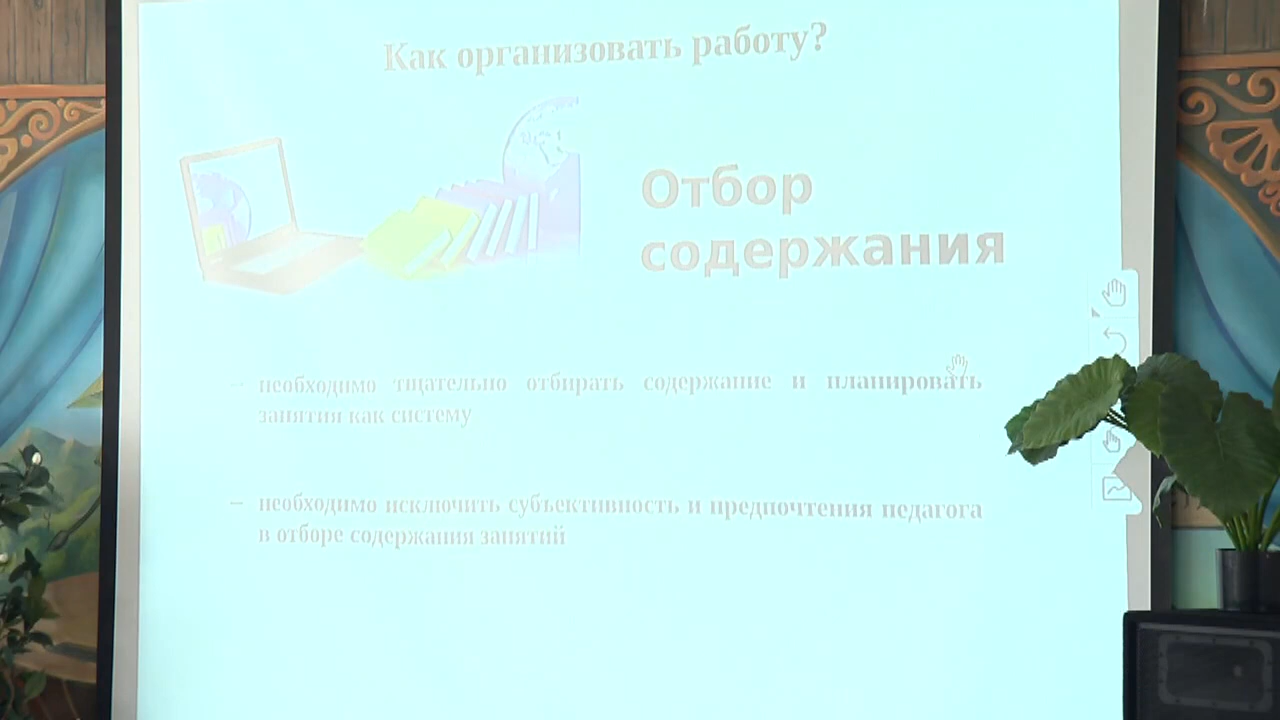 Как организовать работу?
Отбор
содержания
– необходимо тщательно отбирать содержание и планировать
занятия как систему
– необходимо исключить субъективность и предпочтения педагога
в отборе содержания занятий